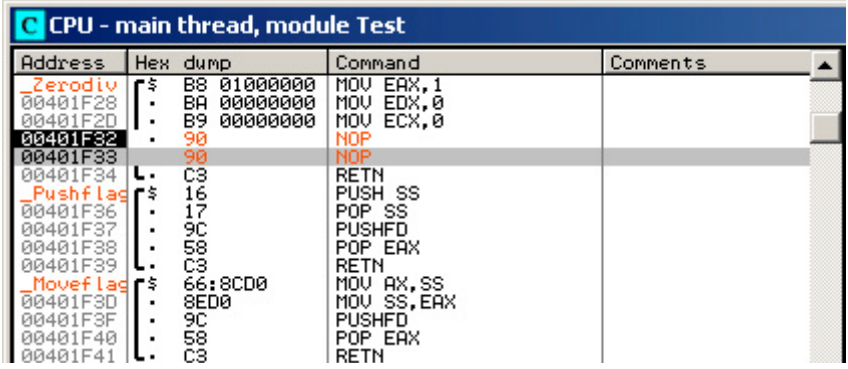 C CPU - main thread, module Test
Address Hex dump Command Comments
_Zerodiv $ B8 01000000 MOV EAX,1
00401F28 . BA 00000000 MOV EDX,0
00401F2D . B9 00000000 MOV ECX,0
00401F32 . 90 NOP
00401F33 90 NOP
00401F34 . C3 RETN
_Pushflag $ 16 PUSH SS
00401F36 . 17 POP SS
00401F37 . 9C PUSHFD
00401F38 . 58 POP EAX
00401F39 . C3 RETN
_Moveflag $ 66:8CD0 MOV AX,SS
00401F3D . 8ED0 MOV SS,EAX
00401F3F . 9C PUSHFD
00401F40 . 58 POP EAX
00401F41 . C3 RETN